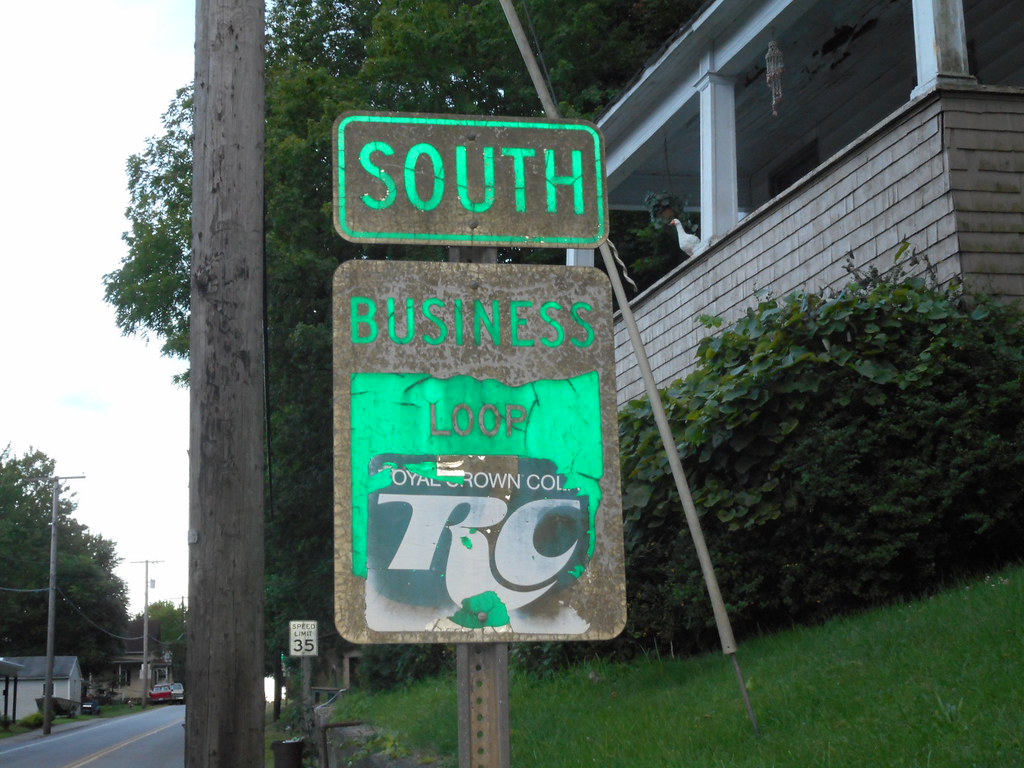 SOUTH
BUSINESS
LOOP
OYAL CROWN COL
RC
SPEED
LIMIT
35